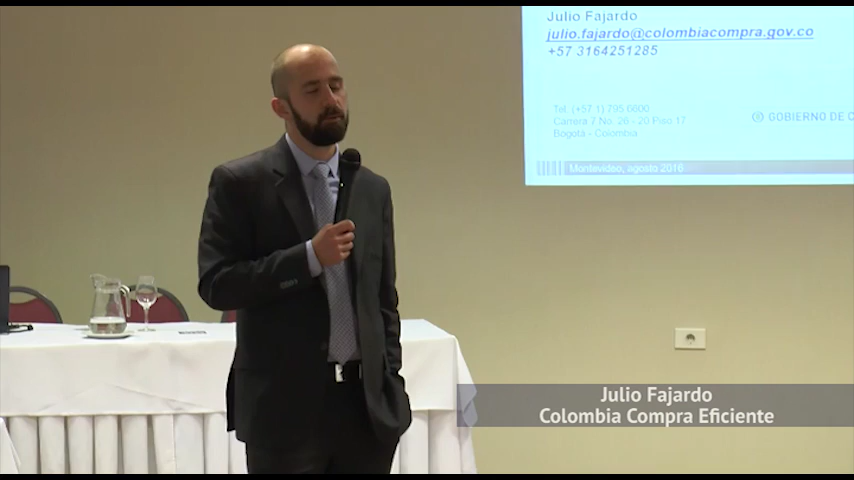 Julio Fajardo
julio.fajardo@colombiacompra.gov.co
+57 3164251285
Tel. (+57 1) 795 6600
Carrera 7 No. 26 - 20 Piso 17
Bogotá - Colombia
GOBIERNO DE C
Montevideo, agosto 2016
Julio Fajardo
Colombia Compra Eficiente